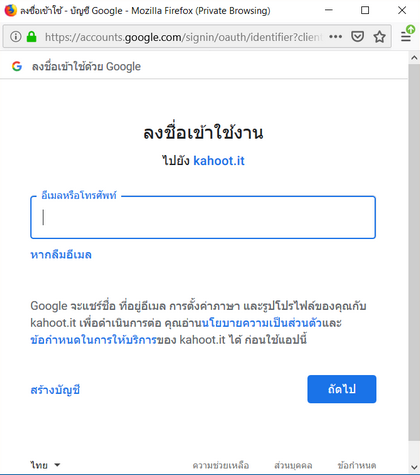 ลงชื่อเข้าใช้ - บัญชี Google - Mozilla Firefox (Private Browsing)
https://accounts.google.com/signin/oauth/identifier?client
ลงชื่อเข้าใช้ด้วย Google
ลงชื่อเข้าใช้งาน
ไปยัง kahoot.it
อีเมลหรือโทรศัพท์
หากลืมอีเมล
Google จะแชร์ชื่อ ที่อยู่อีเมล การตั้งค่าภาษา และรูปโปรไฟล์ของคุณกับ
kahoot.it เพื่อดำเนินการต่อ คุณอ่านนโยบายความเป็นส่วนตัวและ
ข้อกำหนดในการให้บริการของ kahoot.it ได้ ก่อนใช้แอปนี้
สร้างบัญชี ถัดไป
ไทย ความช่วยเหลือ ส่วนบุคคล ข้อกำหนด